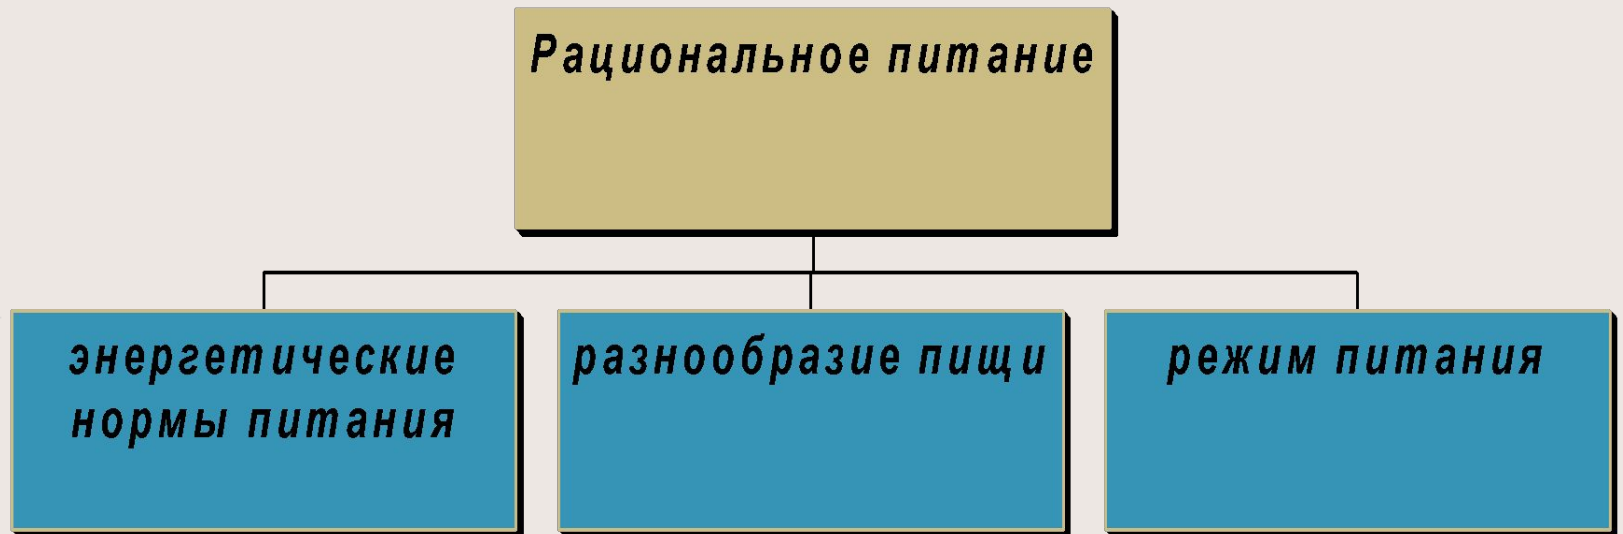 Рациональное питание
энергетические
нормы питания
разнообразие пищи
режим питания